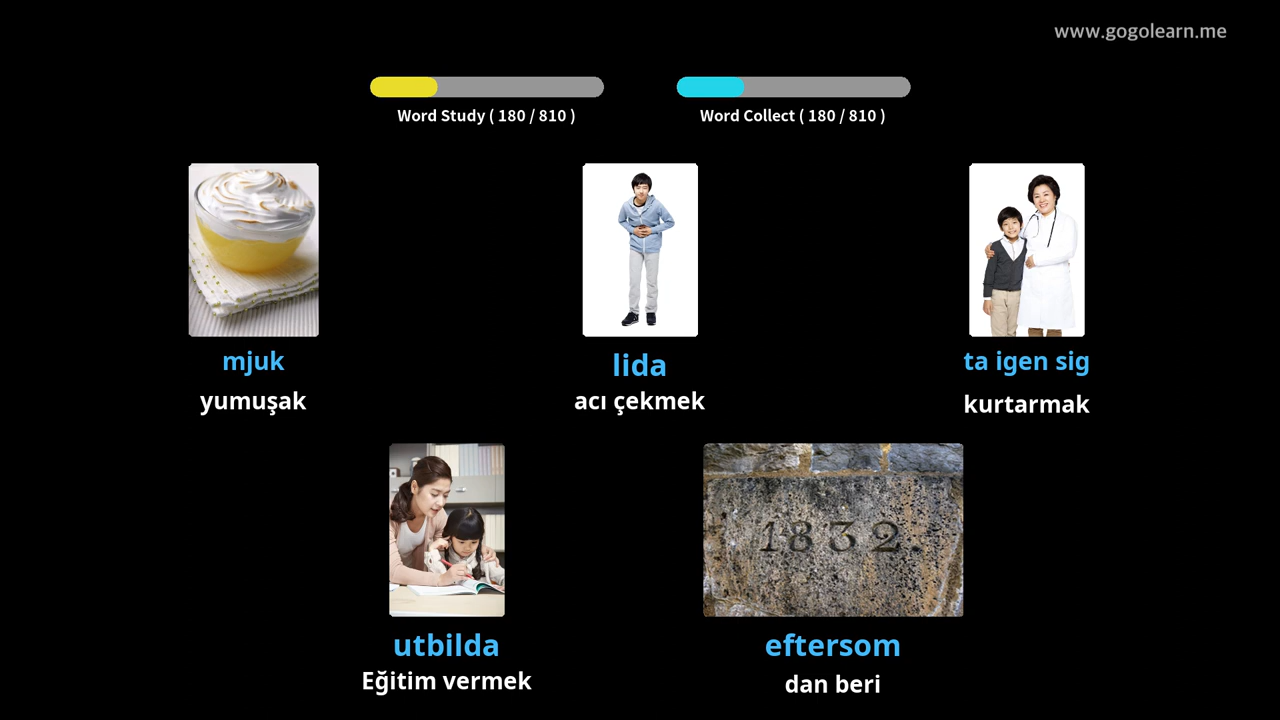 www.gogolearn.me
Word Study ( 180 / 810 )
Word Collect ( 180 / 810 )
mjuk
yumuşak
lida
acı çekmek
ta igen sig
kurtarmak
1832.
utbilda
Eğitim vermek
eftersom
dan beri